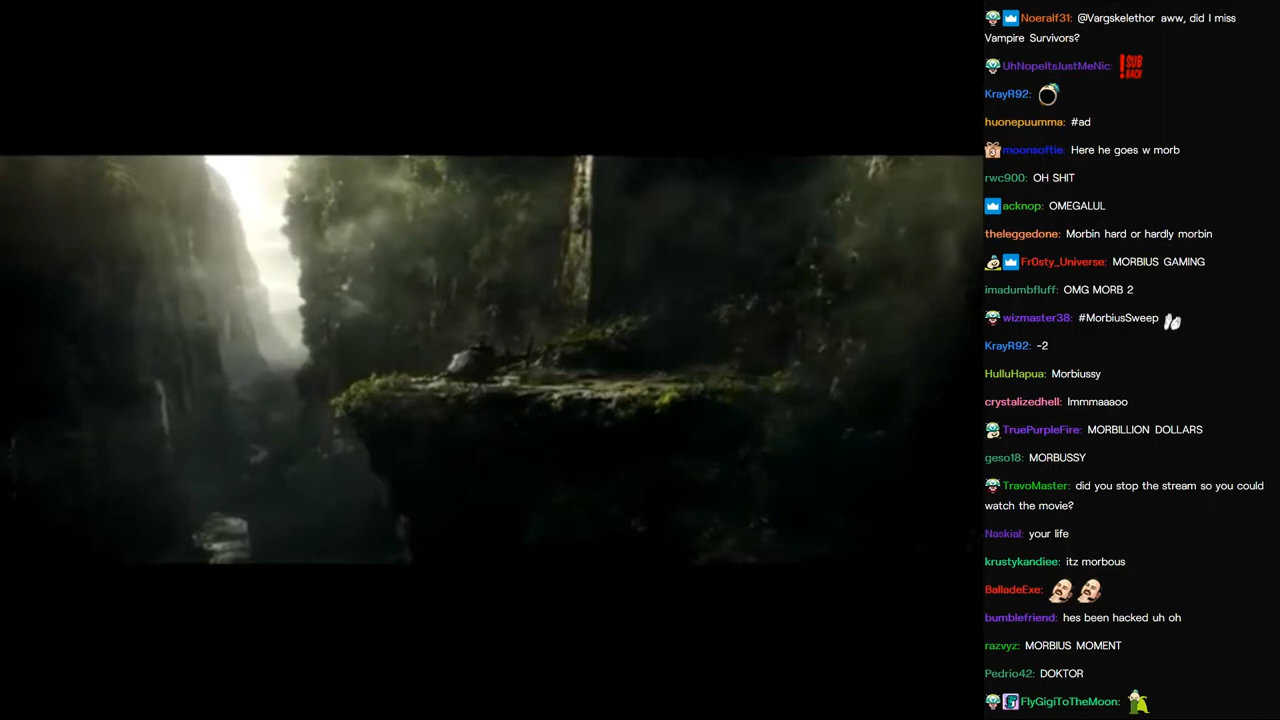 Noeralf31: @Vargskelethor aww, did I miss
Vampire Survivors?
UhNopeItsJustMeNic: !SUB BACK
KrayR92:
huonepuumma: #ad
moonsoftie: Here he goes w morb
rwc900: OH SHIT
acknop: OMEGALUL
theleggedone: Morbin hard or hardly morbin
Fr0sty_Universe: MORBIUS GAMING
imadumbfluff: OMG MORB 2
wizmaster38: #MorbiusSweep
KrayR92: -2
HulluHapua: Morbiussy
crystalizedhell: lmmmaaaoo
TruePurpleFire: MORBILLION DOLLARS
geso18: MORBUSSY
TravoMaster: did you stop the stream so you could
watch the movie?
Naskial: your life
krustykandiee: itz morbous
BalladeExe:
bumblefriend: hes been hacked uh oh
razvyz: MORBIUS MOMENT
Pedrio42: DOKTOR
FlyGigiToTheMoon: